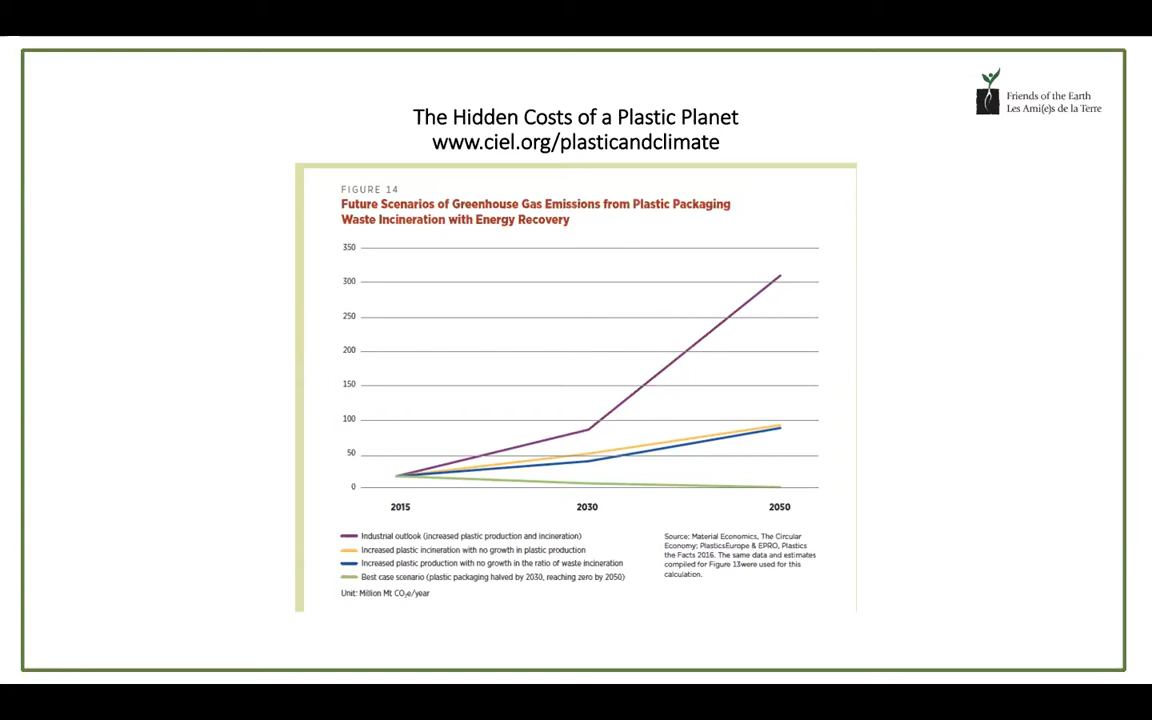 Friends of the Earth
Les Ami(e)s de la Terre
The Hidden Costs of a Plastic Planet
www.ciel.org/plasticandclimate
FIGURE 14
Future Scenarios of Greenhouse Gas Emissions from Plastic Packaging
Waste Incineration with Energy Recovery
350
300
250
200
150
100
50
0
2015 2030 2050
Industrial outlook (increased plastic production and incineration)
Increased plastic incineration with no growth in plastic production
Increased plastic production with no growth in the ratio of waste incineration
Best case scenario (plastic packaging halved by 2030, reaching zero by 2050)
Unit: Million Mt CO₂e/year
Source: Material Economics, The Circular
Economy; PlasticsEurope & EPRO, Plastics
the Facts 2016. The same data and estimates
compiled for Figure 13were used for this
calculation.